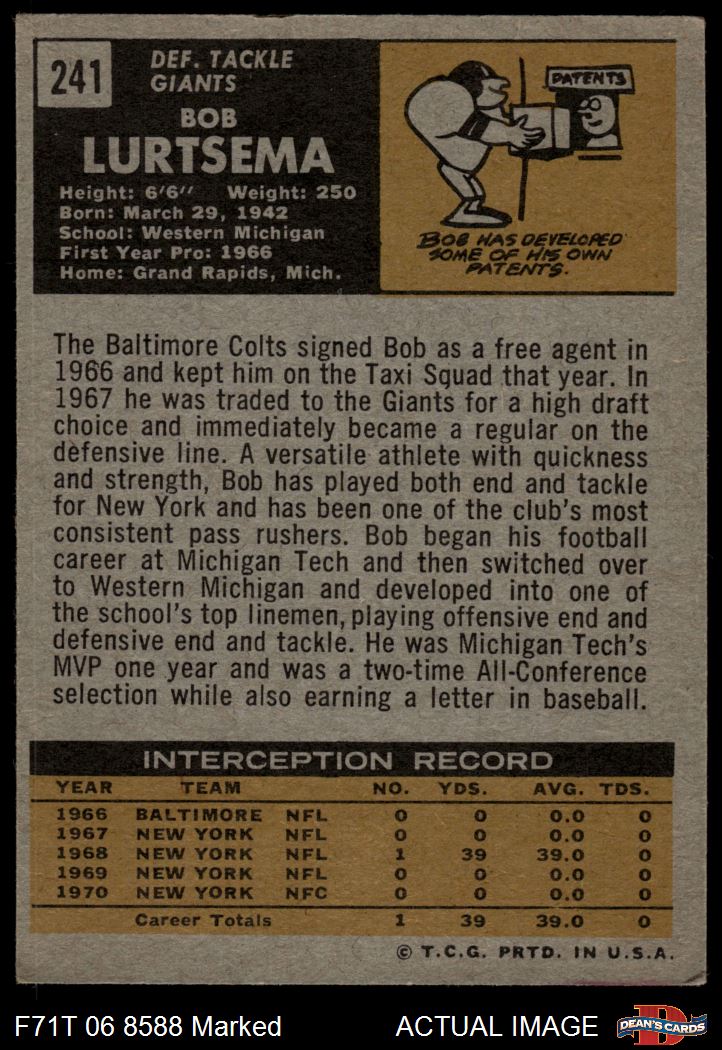 241
DEF. TACKLE
GIANTS
BOB
LURTSEMA
Height: 6'6" Weight: 250
Born: March 29, 1942
School: Western Michigan
First Year Pro: 1966
Home: Grand Rapids, Mich.
PATENTS
BOB HAS DEVELOPED
SOME OF HIS OWN
PATENTS.
The Baltimore Colts signed Bob as a free agent in
1966 and kept him on the Taxi Squad that year. In
1967 he was traded to the Giants for a high draft
choice and immediately became a regular on the
defensive line. A versatile athlete with quickness
and strength, Bob has played both end and tackle
for New York and has been one of the club's most
consistent pass rushers. Bob began his football
career at Michigan Tech and then switched over
to Western Michigan and developed into one of
the school's top linemen, playing offensive end and
defensive end and tackle. He was Michigan Tech's
MVP one year and was a two-time All-Conference
selection while also earning a letter in baseball.
INTERCEPTION RECORD
YEAR TEAM NO. YDS. AVG. TDS.
1966 BALTIMORE NFL 0 0 0.0 0
1967 NEW YORK NFL 0 0 0.0 0
1968 NEW YORK NFL 1 39 39.0 0
1969 NEW YORK NFL 0 0 0.0 0
1970 NEW YORK NFC 0 0 0.0 0
Career Totals 1 39 39.0 0
© T.C.G. PRTD. IN U.S.A.
F71T 06 8588 Marked ACTUAL IMAGE
D
DEAN'S CARDS